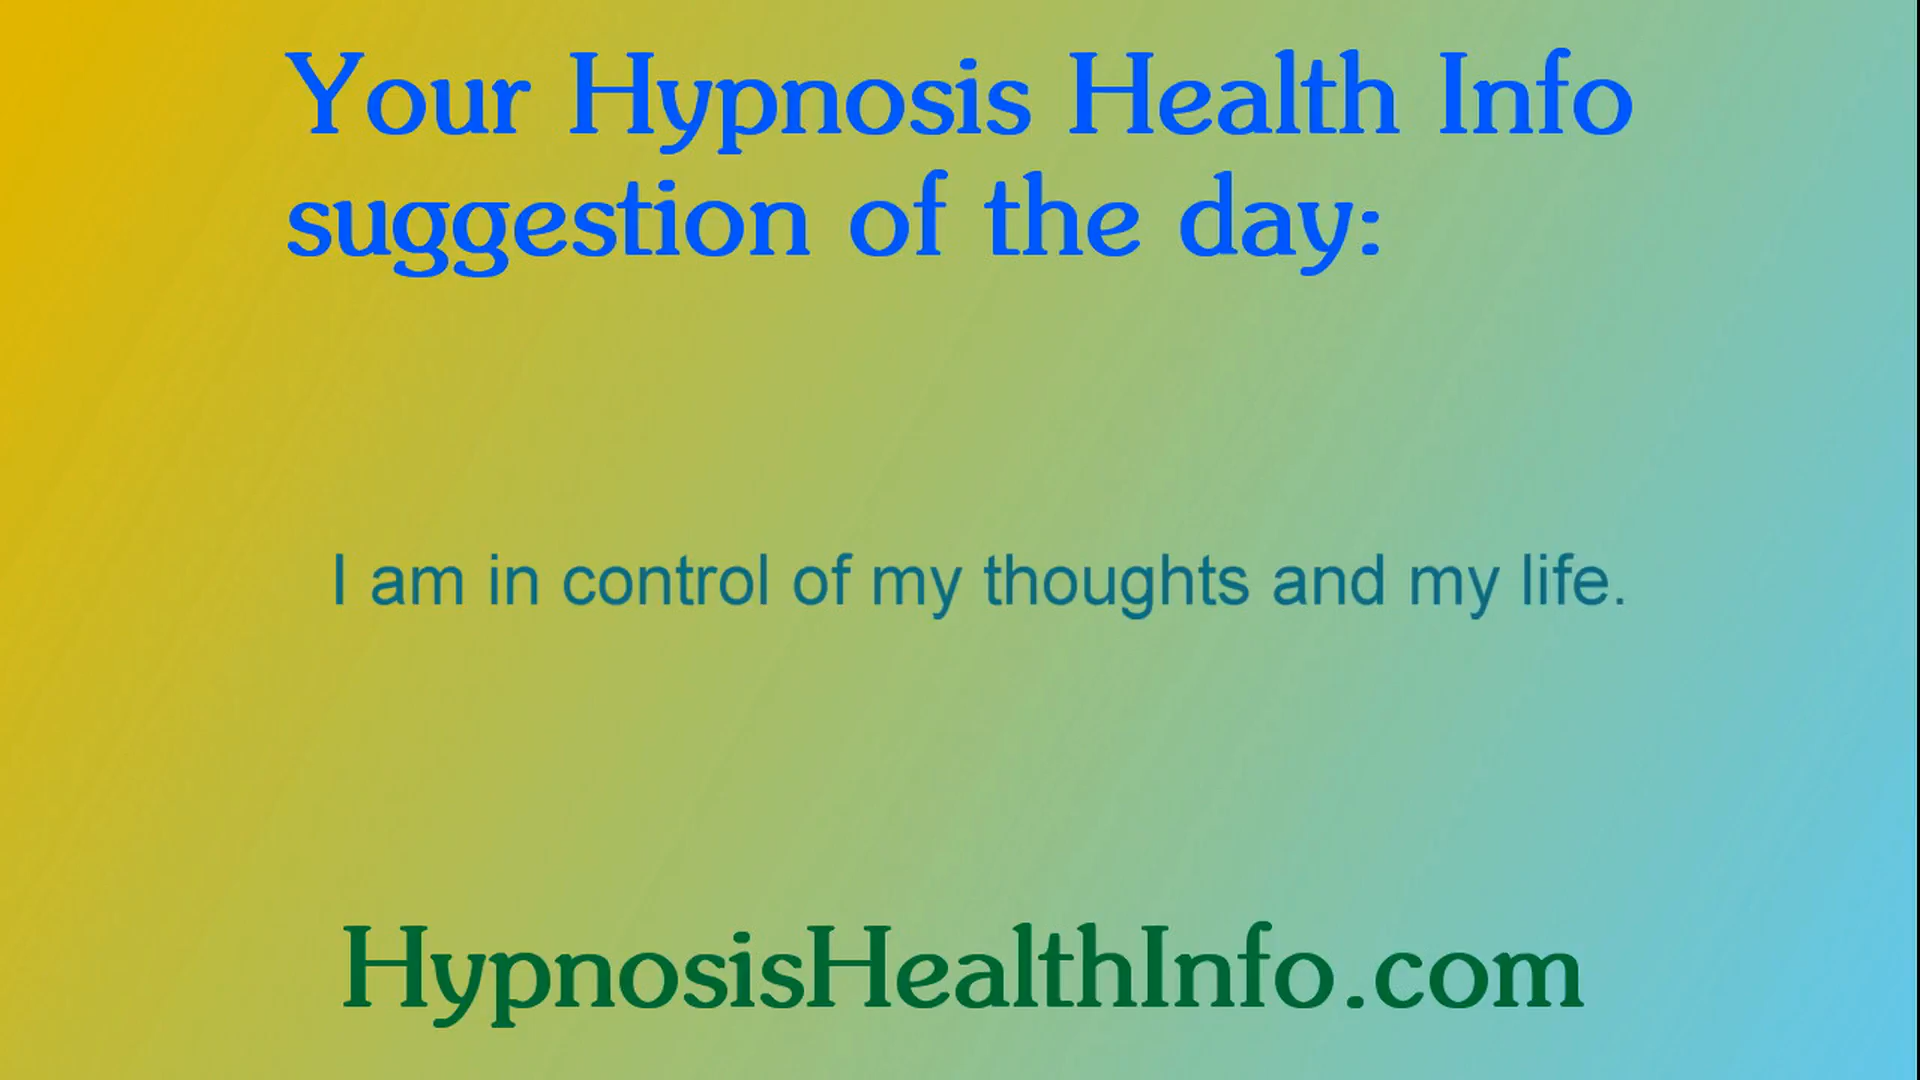 Your Hypnosis Health Info
suggestion of the day:
I am in control of my thoughts and my life.
HypnosisHealthInfo.com